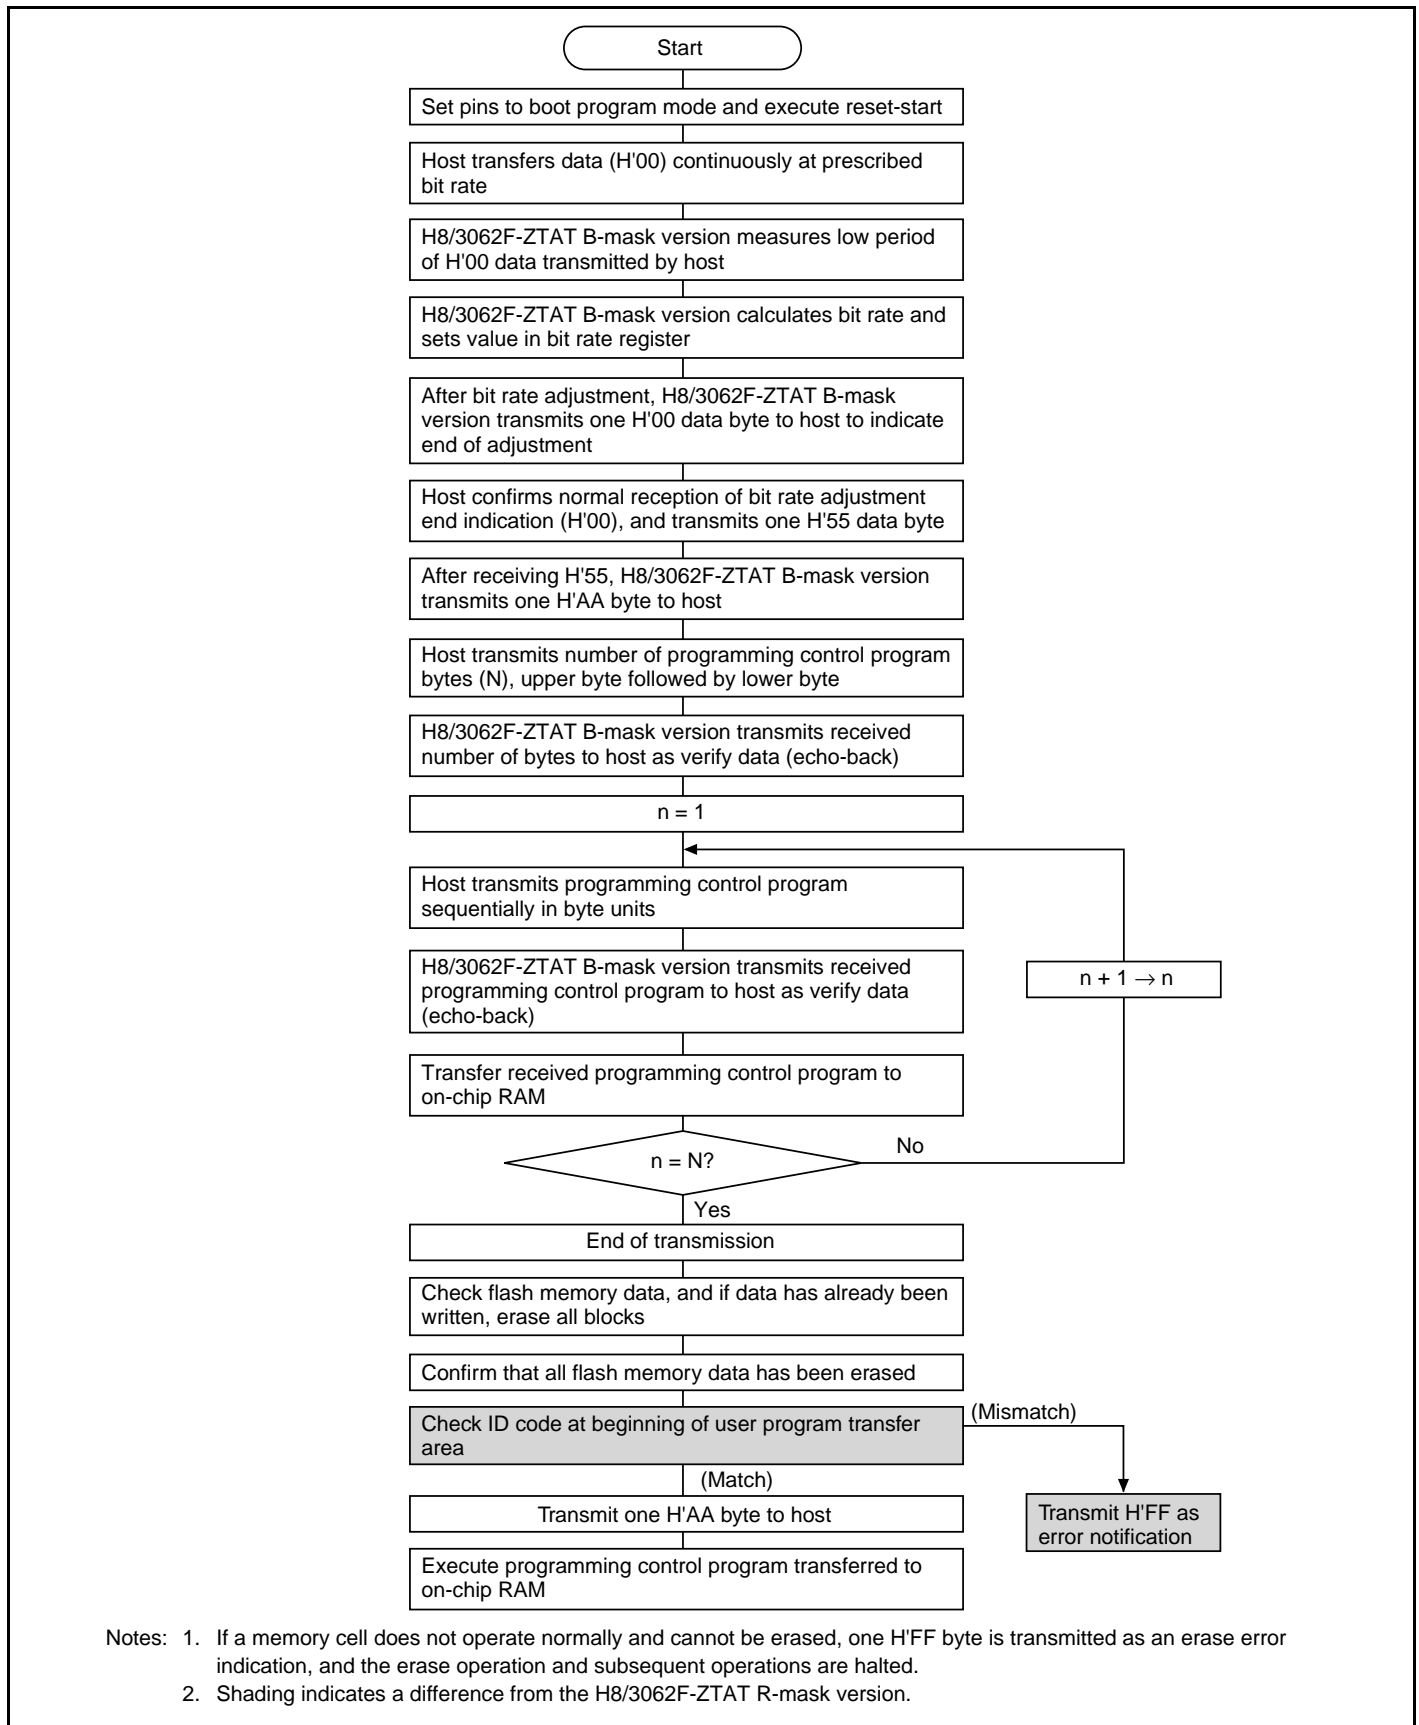 Start
Set pins to boot program mode and execute reset-start
Host transfers data (H'00) continuously at prescribed
bit rate
H8/3062F-ZTAT B-mask version measures low period
of H'00 data transmitted by host
H8/3062F-ZTAT B-mask version calculates bit rate and
sets value in bit rate register
After bit rate adjustment, H8/3062F-ZTAT B-mask
version transmits one H'00 data byte to host to indicate
end of adjustment
Host confirms normal reception of bit rate adjustment
end indication (H'00), and transmits one H'55 data byte
After receiving H'55, H8/3062F-ZTAT B-mask version
transmits one H'AA byte to host
Host transmits number of programming control program
bytes (N), upper byte followed by lower byte
H8/3062F-ZTAT B-mask version transmits received
number of bytes to host as verify data (echo-back)
n = 1
Host transmits programming control program
sequentially in byte units
H8/3062F-ZTAT B-mask version transmits received
programming control program to host as verify data
(echo-back)
n + 1 → n
Transfer received programming control program to
on-chip RAM
n = N?
No
Yes
End of transmission
Check flash memory data, and if data has already been
written, erase all blocks
Confirm that all flash memory data has been erased
Check ID code at beginning of user program transfer
area
(Mismatch)
(Match)
Transmit one H'AA byte to host
Transmit H'FF as
error notification
Execute programming control program transferred to
on-chip RAM
Notes: 1. If a memory cell does not operate normally and cannot be erased, one H'FF byte is transmitted as an erase error
indication, and the erase operation and subsequent operations are halted.
2. Shading indicates a difference from the H8/3062F-ZTAT R-mask version.